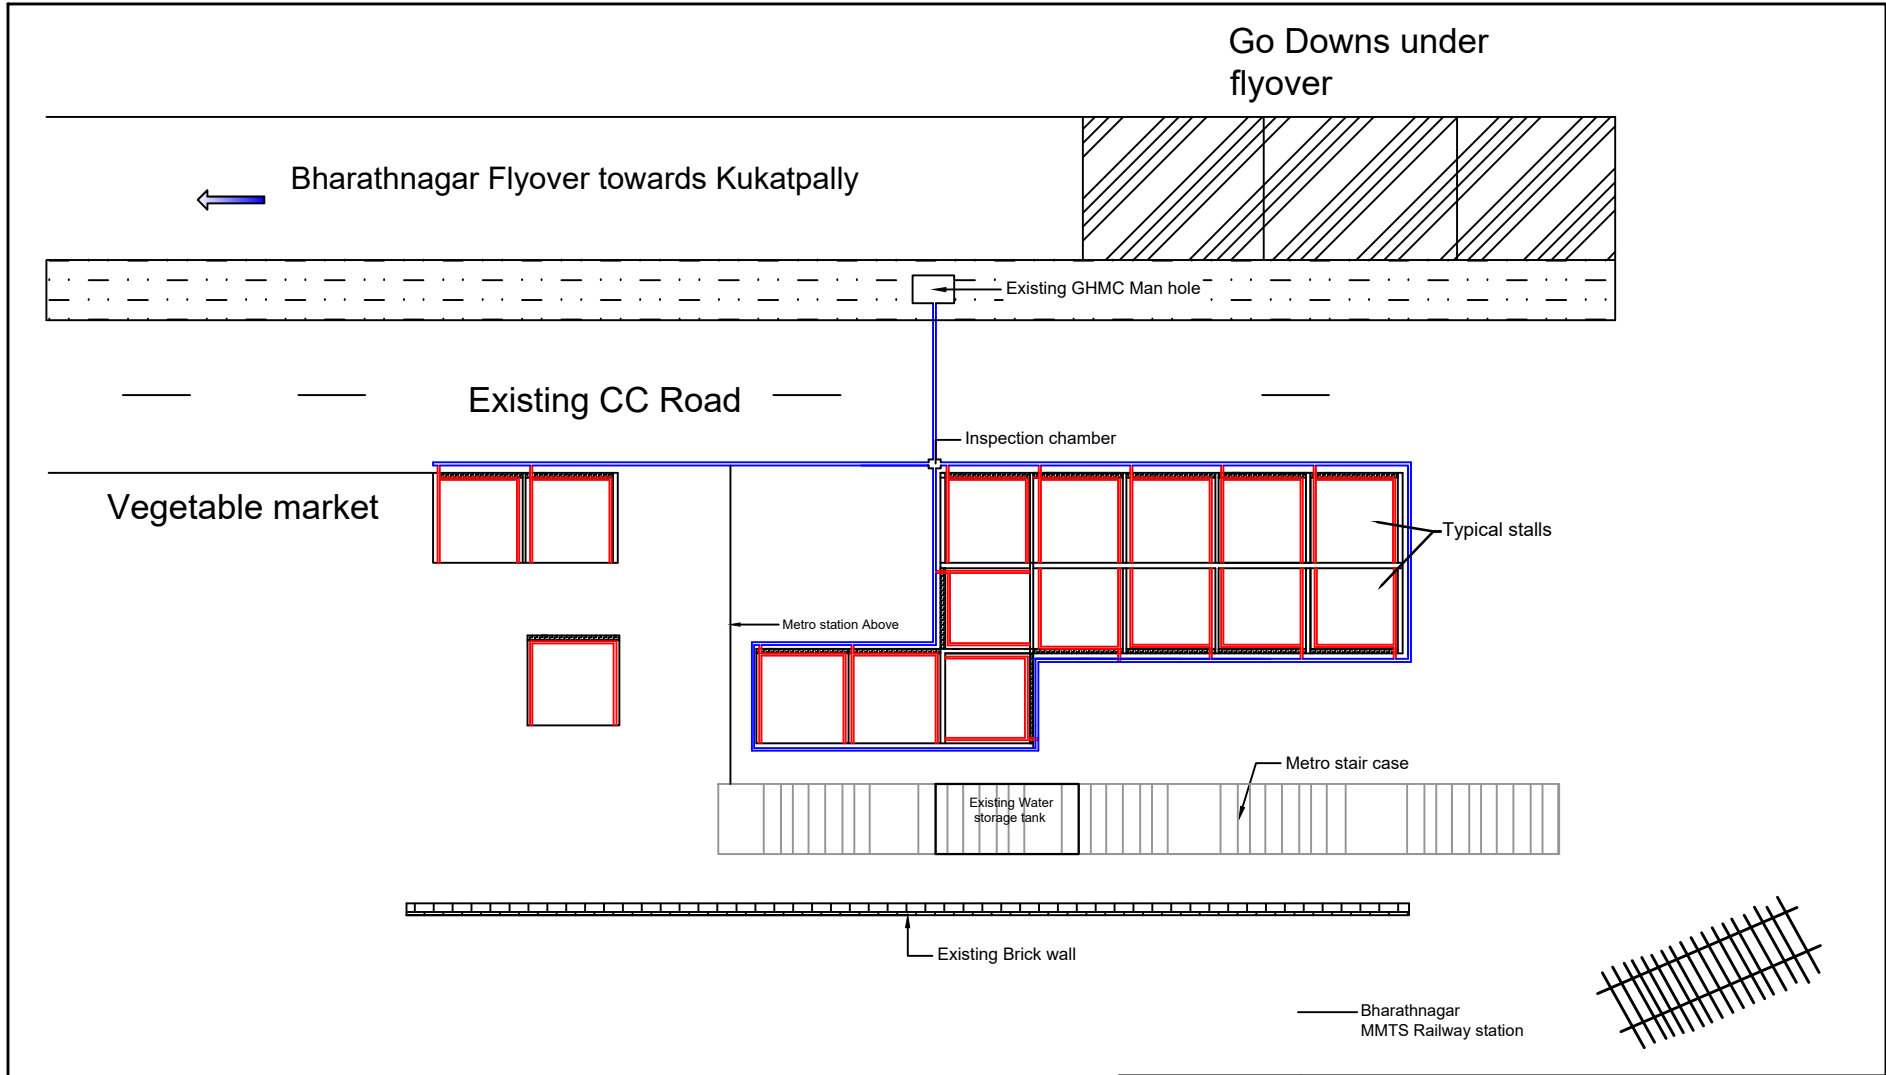 Go Downs under
flyover
Bharathnagar Flyover towards Kukatpally
Existing GHMC Man hole
Existing CC Road
Inspection chamber
Vegetable market
Typical stalls
Metro station Above
Metro stair case
Existing Water
storage tank
Existing Brick wall
Bharathnagar
MMTS Railway station